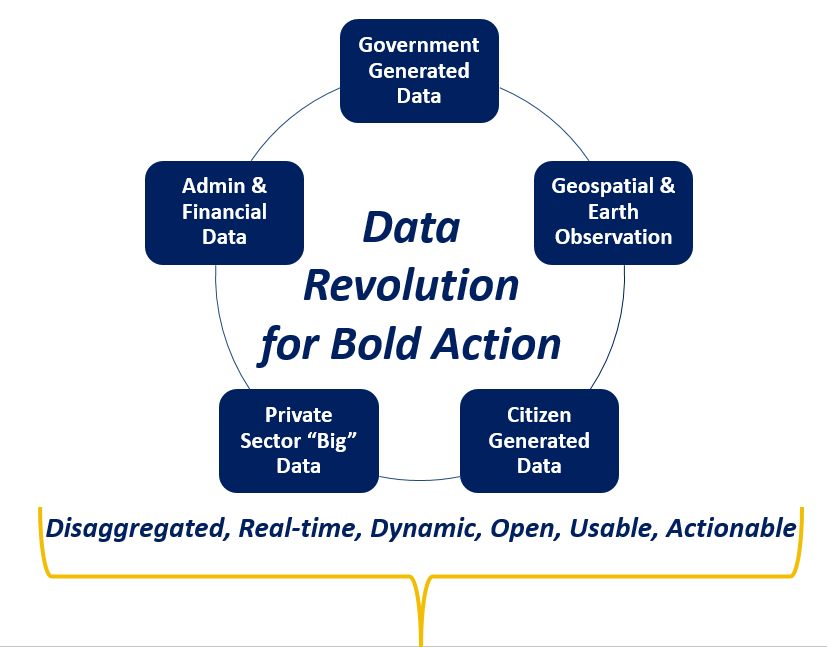 Government
Generated
Data
Admin &
Financial
Data
Geospatial &
Earth
Observation
Data
Revolution
for Bold Action
Private
Sector “Big”
Data
Citizen
Generated
Data
Disaggregated, Real-time, Dynamic, Open, Usable, Actionable